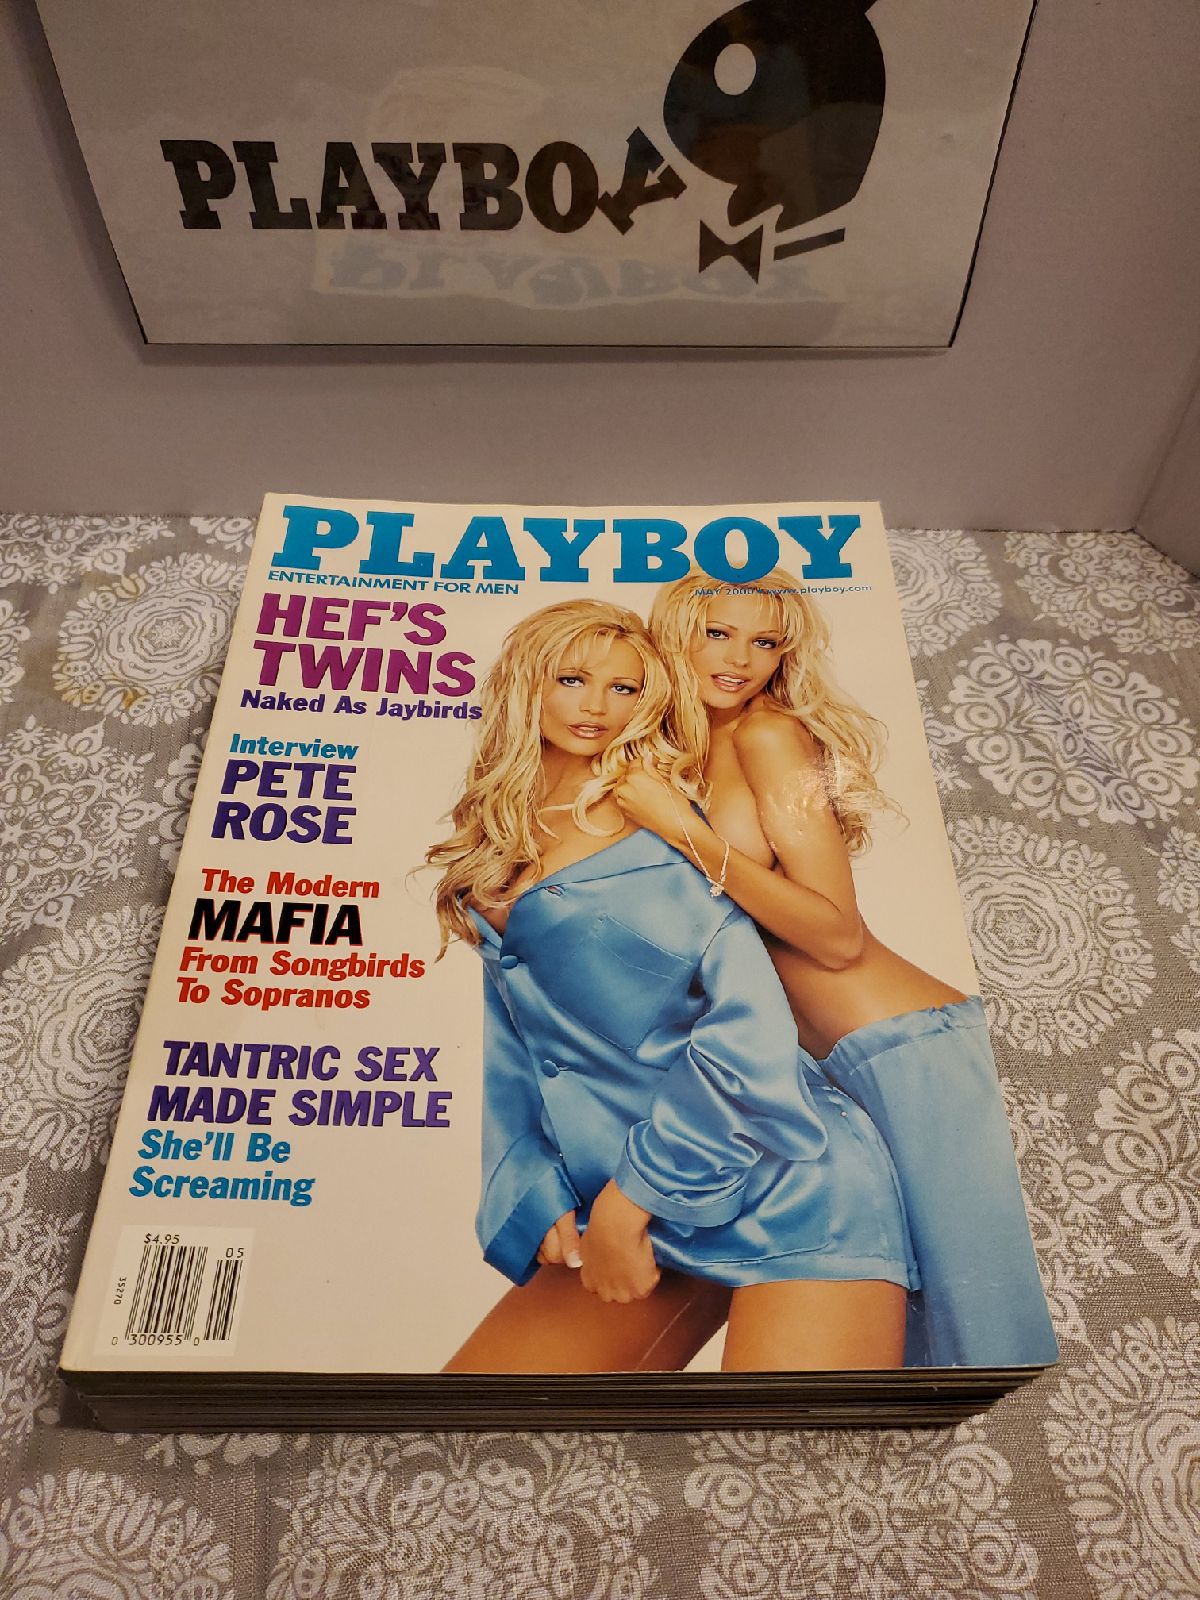 PLAYBOY
PLAYBOY
ENTERTAINMENT FOR MEN
MAY 2000 • www.playboy.com
HEF'S
TWINS
Naked As Jaybirds
Interview
PETE
ROSE
The Modern
MAFIA
From Songbirds
To Sopranos
TANTRIC SEX
MADE SIMPLE
She'll Be
Screaming
$4.95
05
35270
0 300955 0